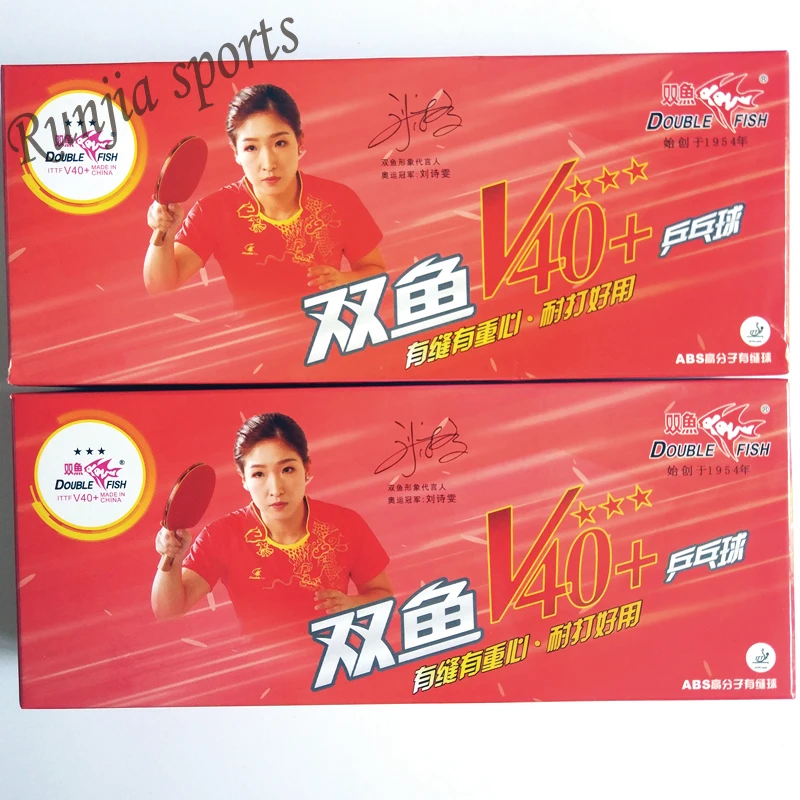 Runjia sports
★★★
双魚 ®
DOUBLE FISH
ITTF V40+ MADE IN CHINA
双鱼形象代言人
奥运冠军:刘诗雯
双魚 ®
DOUBLE FISH
始创于1954年
V40+ ★★★
双鱼
乒乓球
有缝有重心·耐打好用
ABS高分子有缝球
★★★
双魚 ®
DOUBLE FISH
ITTF V40+ MADE IN CHINA
双鱼形象代言人
奥运冠军:刘诗雯
双魚 ®
DOUBLE FISH
始创于1954年
V40+ ★★★
双鱼
乒乓球
有缝有重心·耐打好用
ABS高分子有缝球